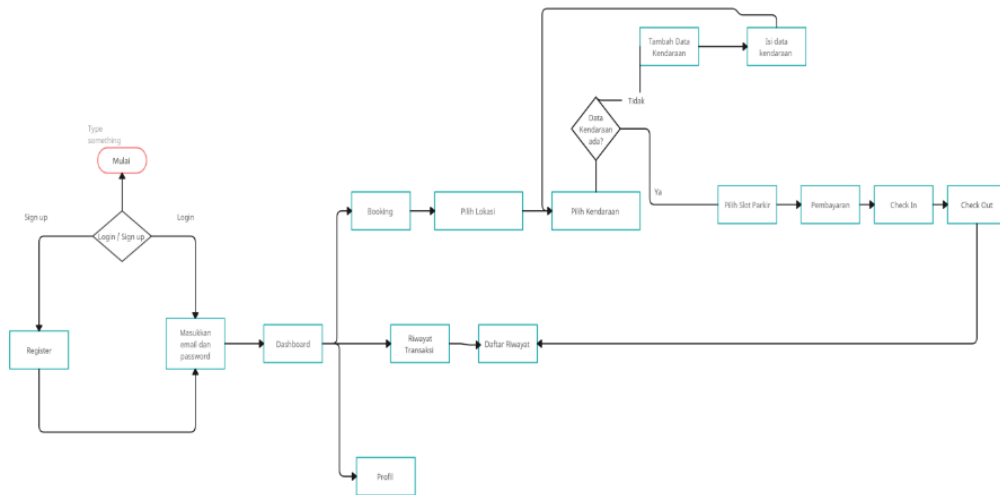 Tambah Data
Kendaraan
Isi data
kendaraan
Tidak
Data
Kendaraan
ada?
Type
something
Mulai
Sign up
Login
Login / Sign up
Ya
Booking
Pilih Lokasi
Pilih Kendaraan
Pilih Slot Parkir
Pembayaran
Check In
Check Out
Register
Masukkan
email dan
password
Dashboard
Riwayat
Transaksi
Daftar Riwayat
Profil